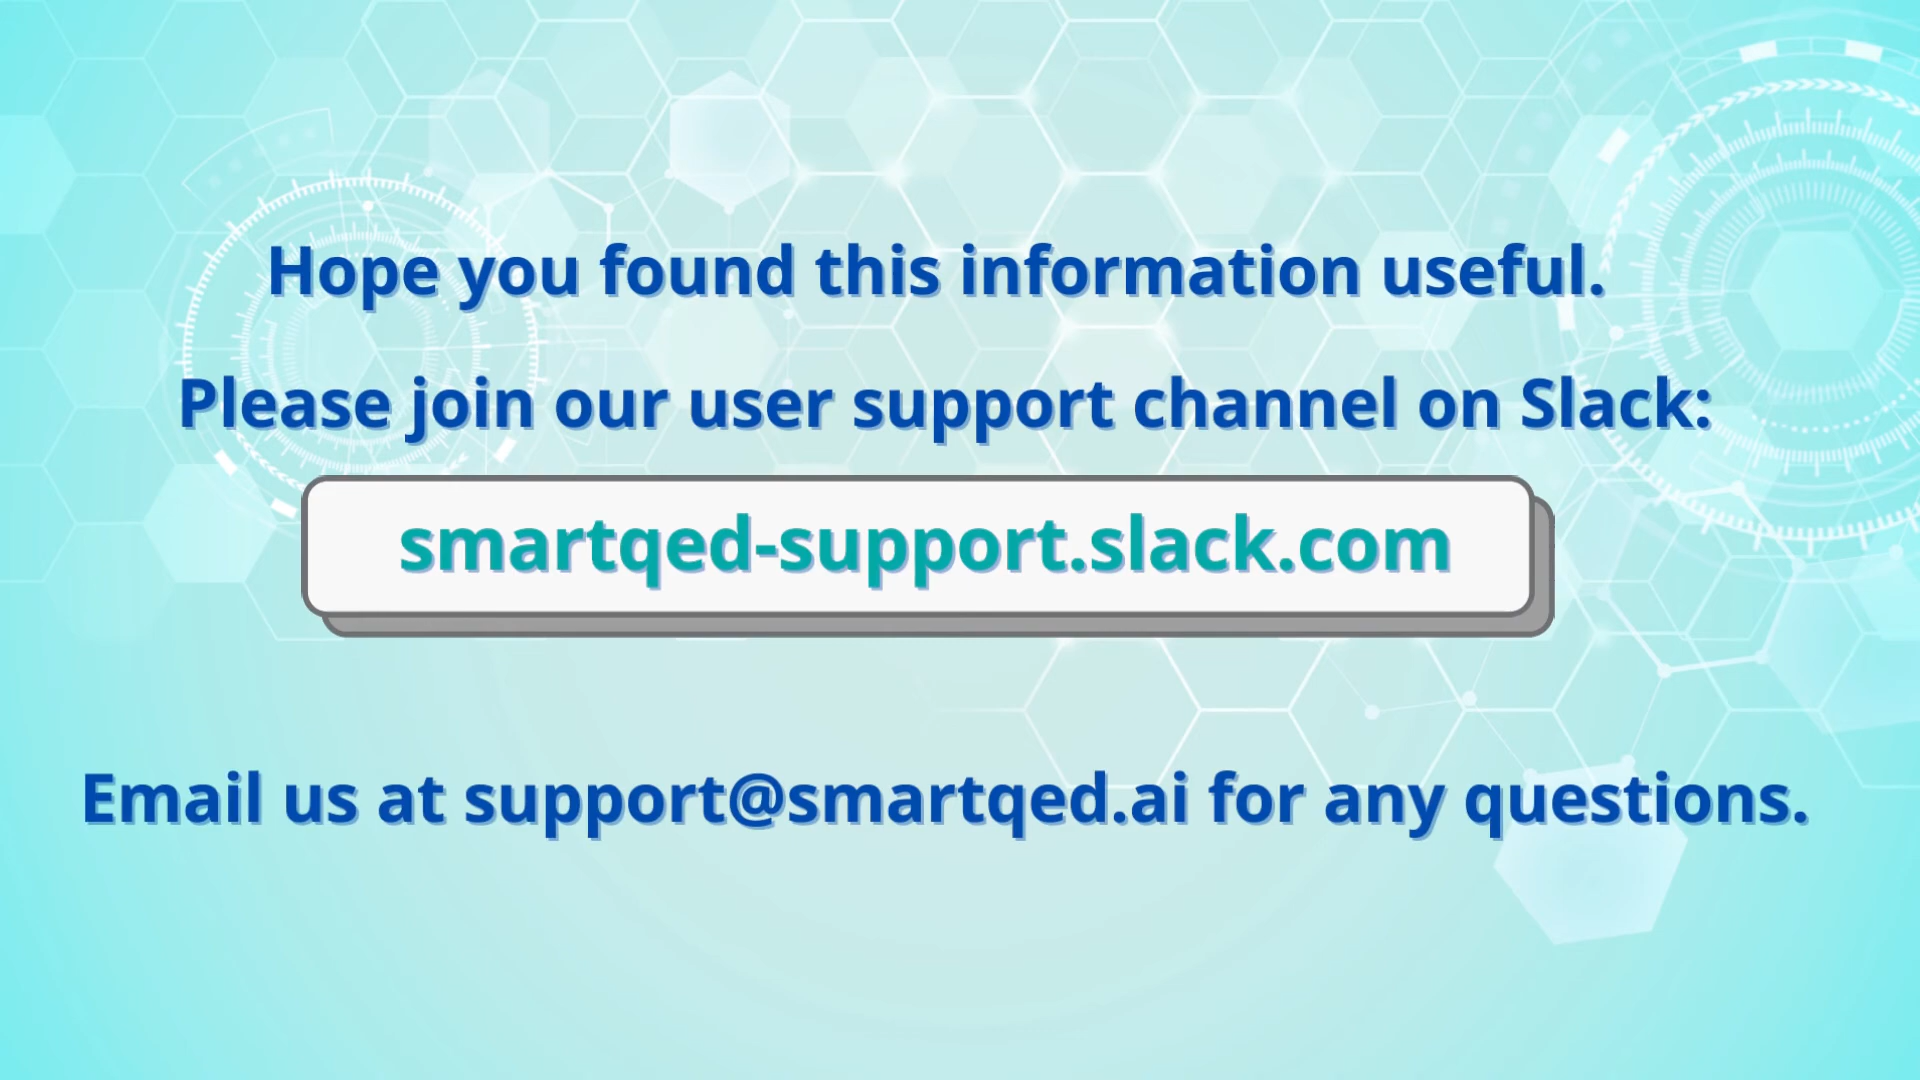 Hope you found this information useful.
Please join our user support channel on Slack:
smartqed-support.slack.com
Email us at support@smartqed.ai for any questions.